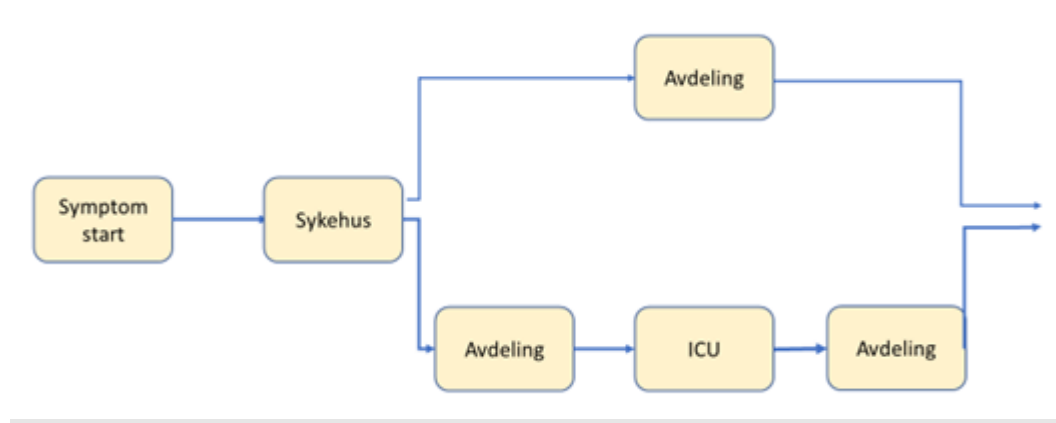 Avdeling
Symptom
start
Sykehus
Avdeling
ICU
Avdeling